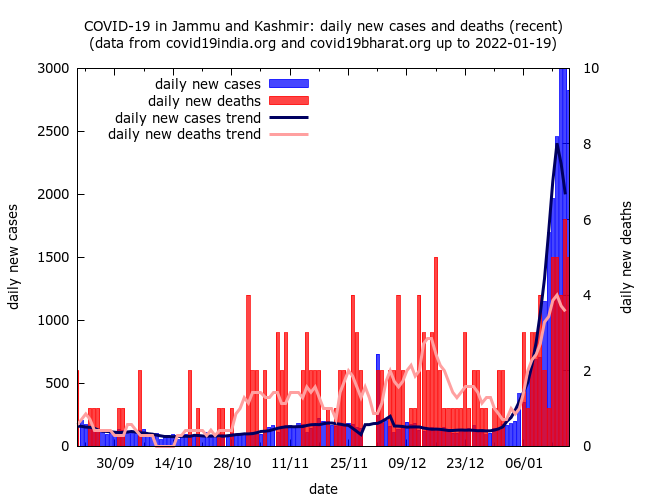 COVID-19 in Jammu and Kashmir: daily new cases and deaths (recent)
(data from covid19india.org and covid19bharat.org up to 2022-01-19)
daily new cases
daily new deaths
daily new cases trend
daily new deaths trend
3000
2500
2000
1500
1000
500
0
daily new cases
10
8
6
4
2
0
daily new deaths
30/09 14/10 28/10 11/11 25/11 09/12 23/12 06/01
date